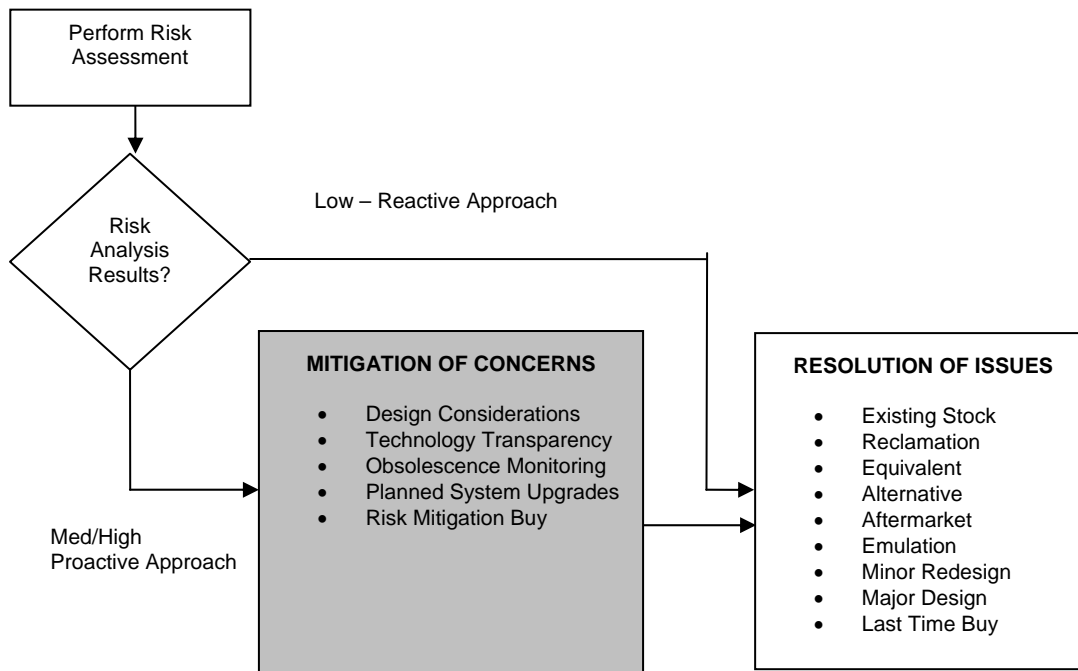 Perform Risk
Assessment
Low – Reactive Approach
Risk
Analysis
Results?
MITIGATION OF CONCERNS
• Design Considerations
• Technology Transparency
• Obsolescence Monitoring
• Planned System Upgrades
• Risk Mitigation Buy
RESOLUTION OF ISSUES
• Existing Stock
• Reclamation
• Equivalent
• Alternative
• Aftermarket
• Emulation
• Minor Redesign
• Major Design
• Last Time Buy
Med/High
Proactive Approach